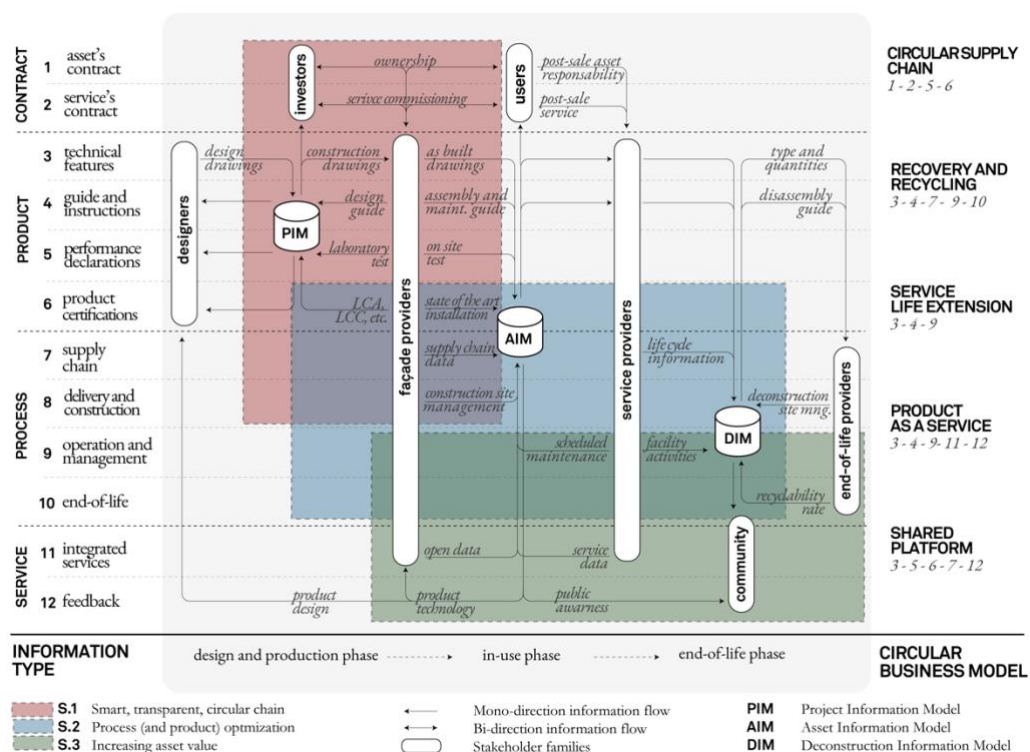 CONTRACT
1 asset's contract
2 service's contract
PRODUCT
3 technical features
4 guide and instructions
5 performance declarations
6 product certifications
PROCESS
7 supply chain
8 delivery and construction
9 operation and management
10 end-of-life
SERVICE
11 integrated services
12 feedback
investors
users
designers
façade providers
service providers
end-of-life providers
community
PIM
AIM
DIM
ownership
post-sale asset responsibility
serivxe commissioning
post-sale service
design drawings
construction drawings
as built drawings
type and quantities
design guide
assembly and maint. guide
disassembly guide
laboratory test
on site test
LCA, LCC, etc.
state of the art installation
supply chain data
lifecyde information
construction site management
deconstruction site mng.
scheduled maintenance
facility activities
recydability rate
open data
service data
product design
product technology
public awarness
CIRCULAR SUPPLY CHAIN
1 - 2 - 5 - 6
RECOVERY AND RECYCLING
3 - 4 - 7 - 9 - 10
SERVICE LIFE EXTENSION
3 - 4 - 9
PRODUCT AS A SERVICE
3 - 4 - 9 - 11 - 12
SHARED PLATFORM
3 - 5 - 6 - 7 - 12
INFORMATION TYPE
design and production phase
in-use phase
end-of-life phase
CIRCULAR BUSINESS MODEL
S.1 Smart, transparent, circular chain
S.2 Process (and product) optmization
S.3 Increasing asset value
Mono-direction information flow
Bi-direction information flow
Stakeholder families
PIM Project Information Model
AIM Asset Information Model
DIM Deconstruction Information Model